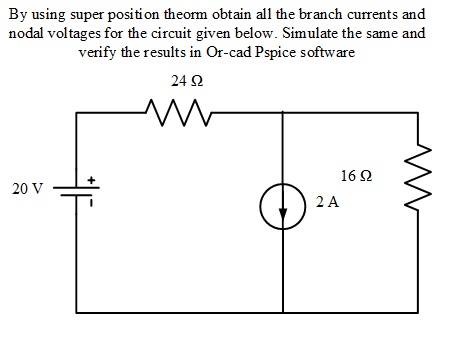 By using super position theorm obtain all the branch currents and
nodal voltages for the circuit given below. Simulate the same and
verify the results in Or-cad Pspice software
24 Ω
16 Ω
20 V
+
-
2 A